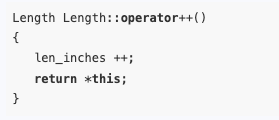 Length Length::operator++()
{
len_inches ++;
return *this;
}